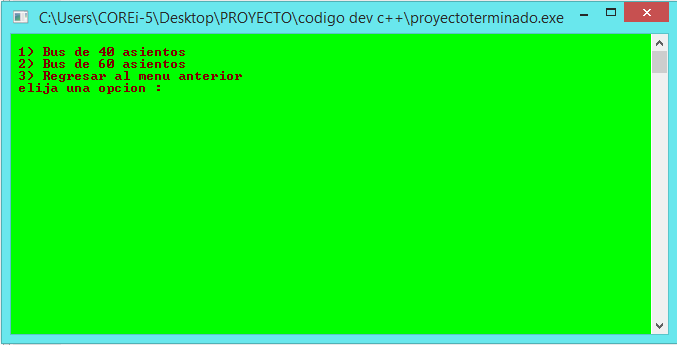 C:\Users\COREi-5\Desktop\PROYECTO\codigo dev c++\proyectoterminado.exe
1) Bus de 40 asientos
2) Bus de 60 asientos
3) Regresar al menu anterior
elija una opcion :